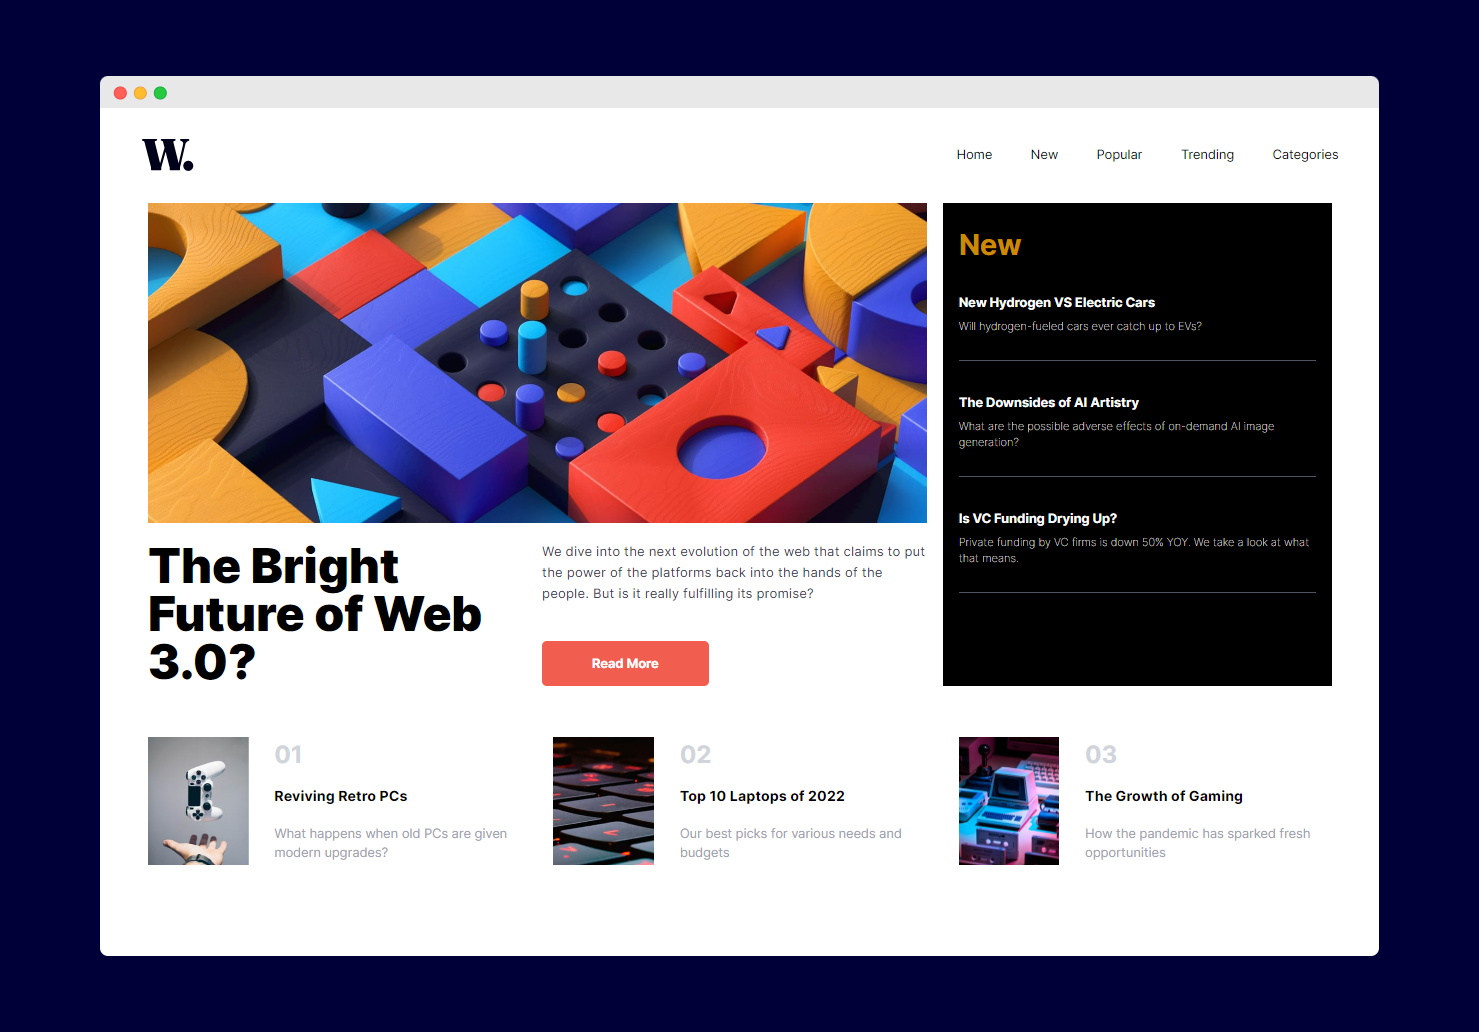 W.
Home New Popular Trending Categories
New
New Hydrogen VS Electric Cars
Will hydrogen-fueled cars ever catch up to EVs?
The Downsides of AI Artistry
What are the possible adverse effects of on-demand AI image
generation?
Is VC Funding Drying Up?
Private funding by VC firms is down 50% YOY. We take a look at what
that means.
The Bright
Future of Web
3.0?
We dive into the next evolution of the web that claims to put
the power of the platforms back into the hands of the
people. But is it really fulfilling its promise?
Read More
01
Reviving Retro PCs
What happens when old PCs are given
modern upgrades?
02
Top 10 Laptops of 2022
Our best picks for various needs and
budgets
03
The Growth of Gaming
How the pandemic has sparked fresh
opportunities